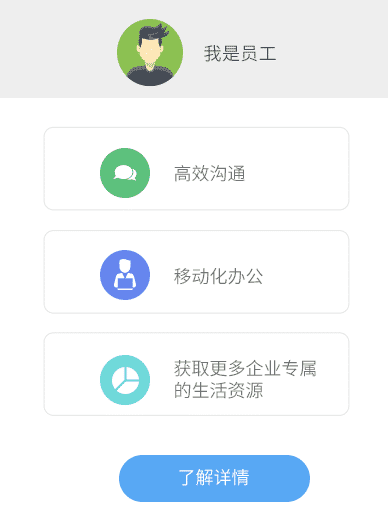 我是员工
高效沟通
移动化办公
获取更多企业专属
的生活资源
了解详情